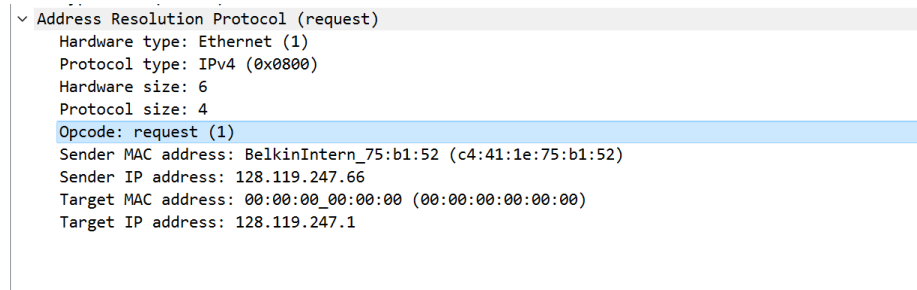 Address Resolution Protocol (request)
Hardware type: Ethernet (1)
Protocol type: IPv4 (0x0800)
Hardware size: 6
Protocol size: 4
Opcode: request (1)
Sender MAC address: BelkinIntern_75:b1:52 (c4:41:1e:75:b1:52)
Sender IP address: 128.119.247.66
Target MAC address: 00:00:00_00:00:00 (00:00:00:00:00:00)
Target IP address: 128.119.247.1